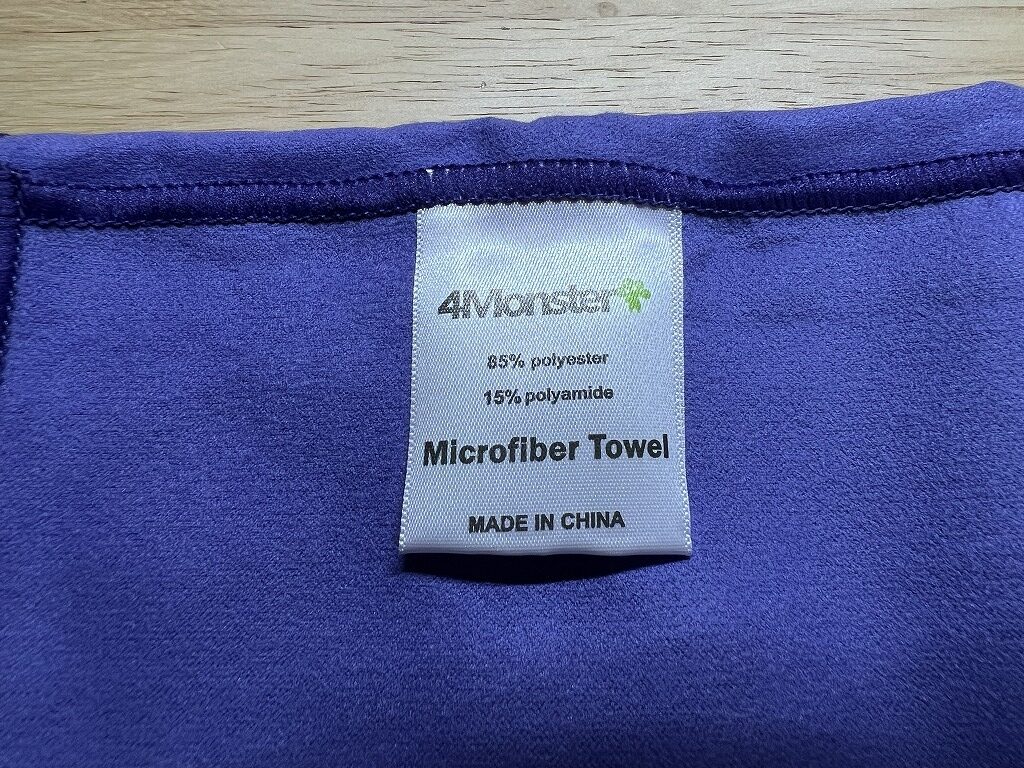 4Monster
85% polyester
15% polyamide
Microfiber Towel
MADE IN CHINA